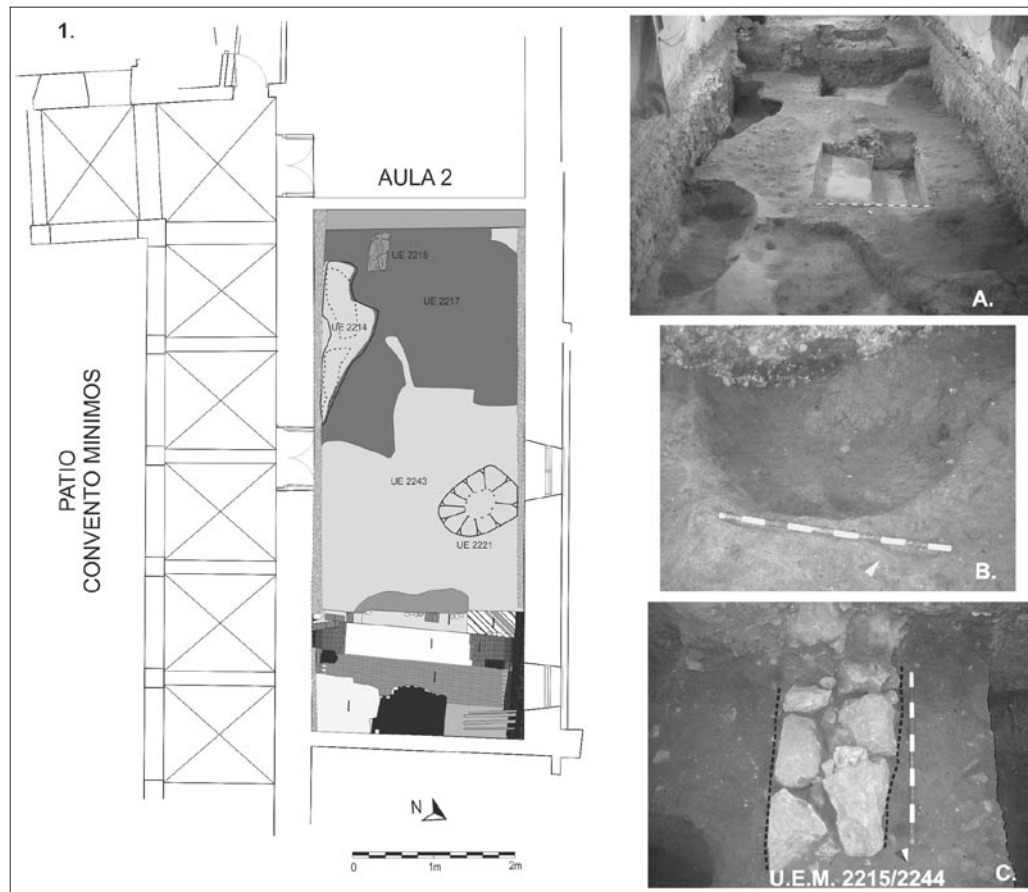 1.
AULA 2
UE 2215
UE 2217
UE 2214
PATIO
CONVENTO MINIMOS
UE 2243
UE 2221
N
0 1m 2m
A.
B.
U.E.M. 2215/2244
C.